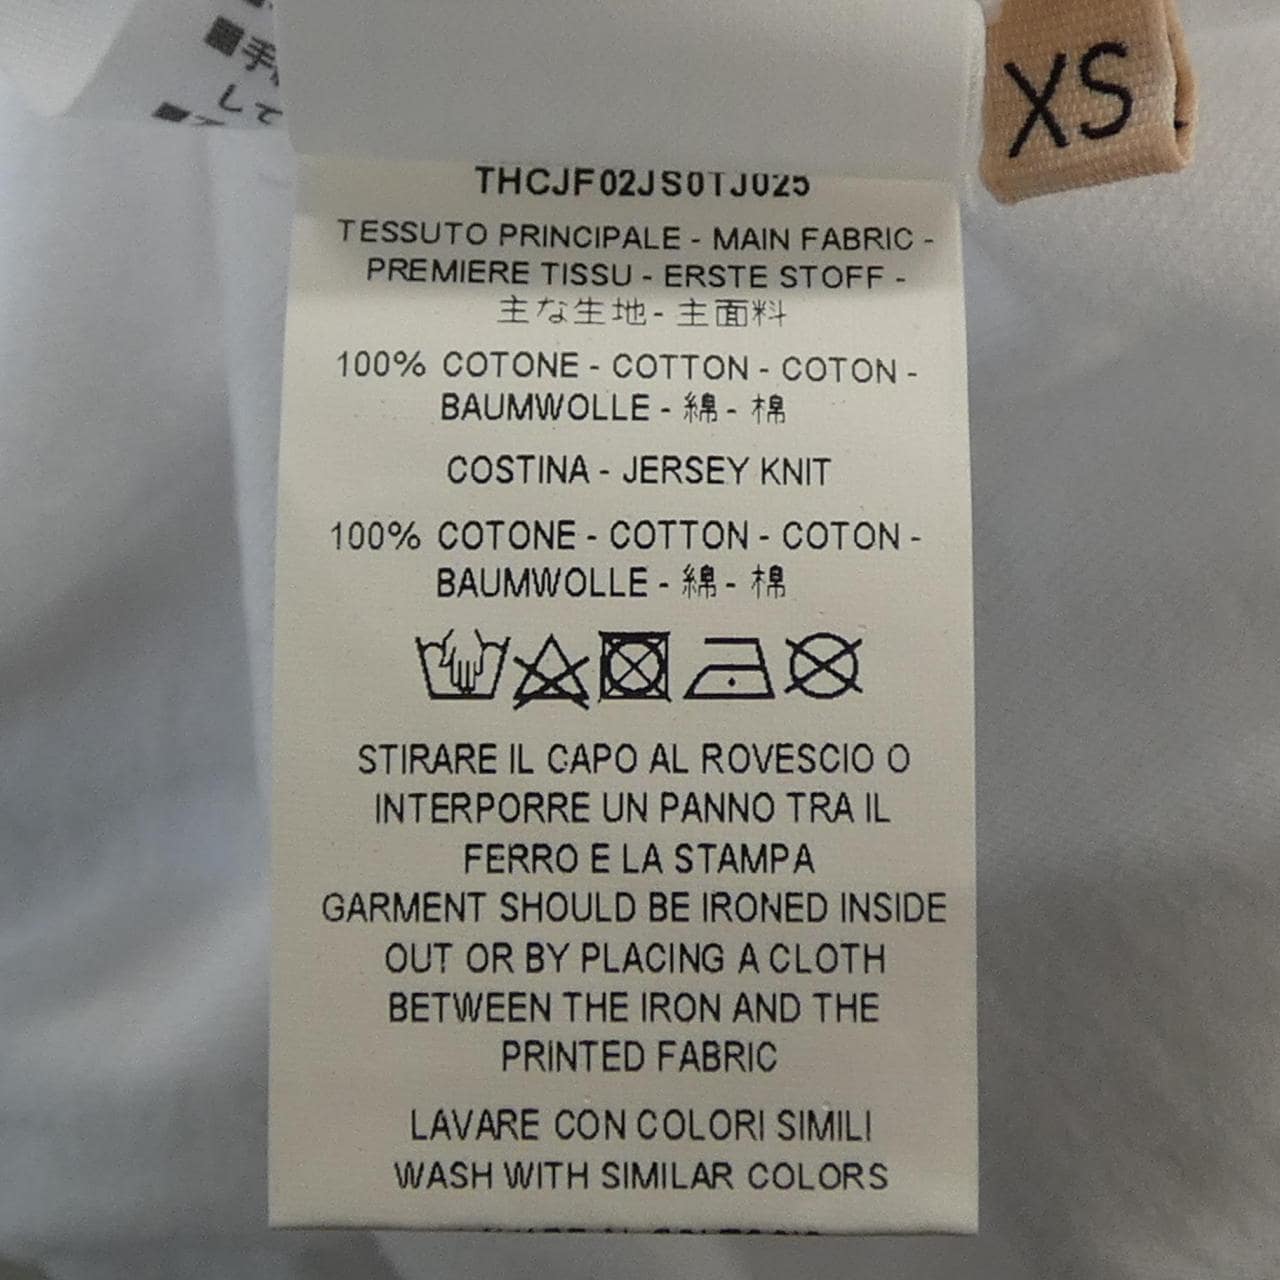 XS
THCJF02JS0TJ025
TESSUTO PRINCIPALE - MAIN FABRIC -
PREMIERE TISSU - ERSTE STOFF -
主な生地 - 主面料
100% COTONE - COTTON - COTON -
BAUMWOLLE - 綿 - 棉
COSTINA - JERSEY KNIT
100% COTONE - COTTON - COTON -
BAUMWOLLE - 綿 - 棉
STIRARE IL CAPO AL ROVESCIO O
INTERPORRE UN PANNO TRA IL
FERRO E LA STAMPA
GARMENT SHOULD BE IRONED INSIDE
OUT OR BY PLACING A CLOTH
BETWEEN THE IRON AND THE
PRINTED FABRIC
LAVARE CON COLORI SIMILI
WASH WITH SIMILAR COLORS